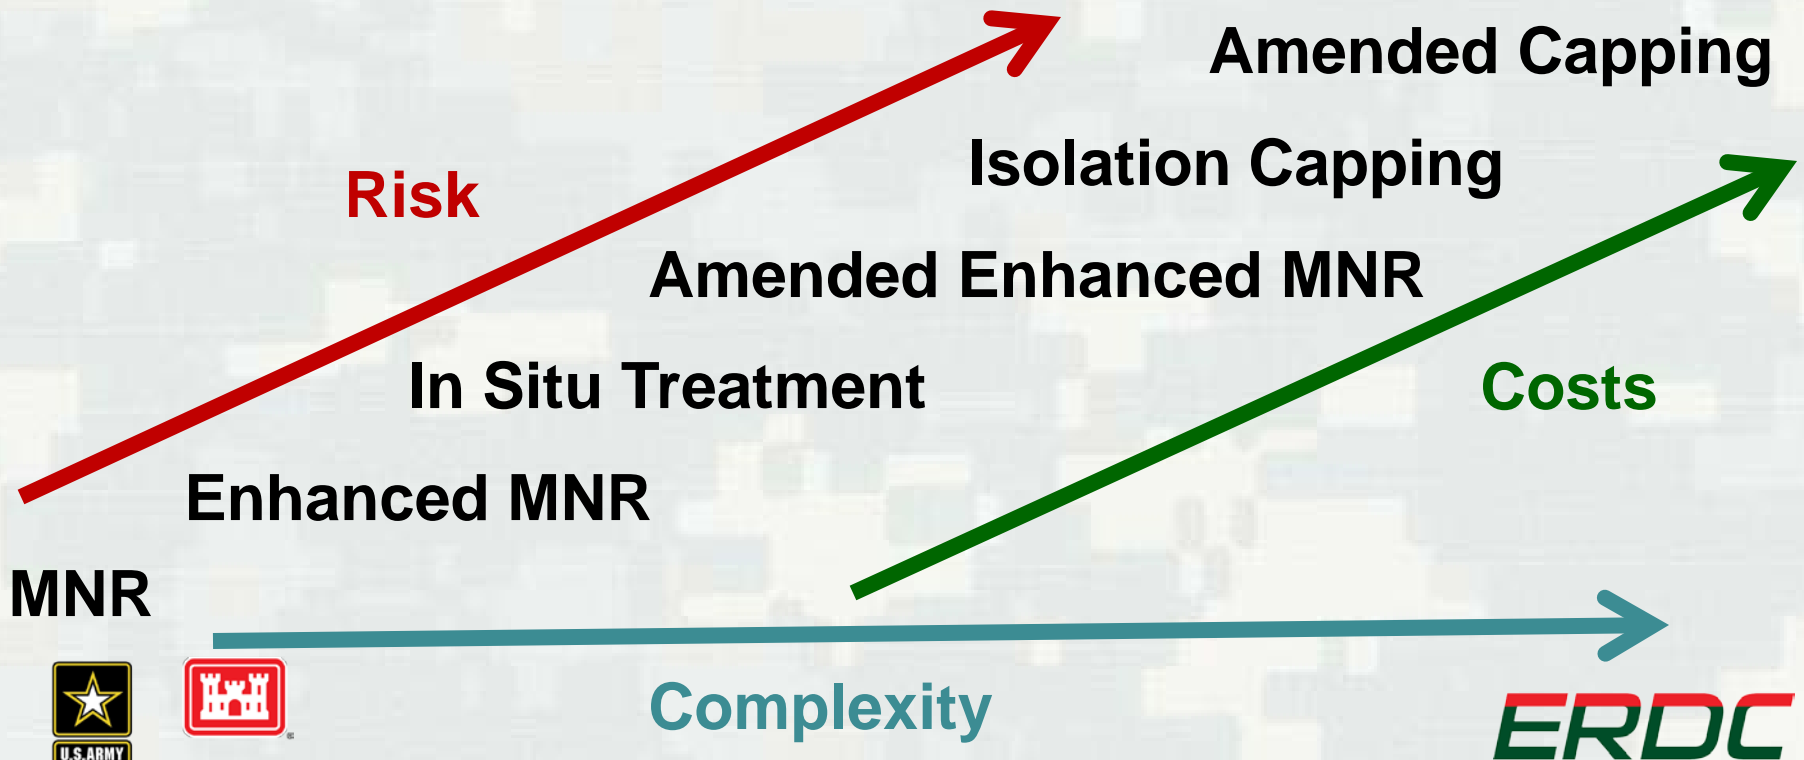 Amended Capping
Isolation Capping
Risk
Amended Enhanced MNR
In Situ Treatment
Costs
Enhanced MNR
MNR
Complexity
U.S.ARMY
ERDC